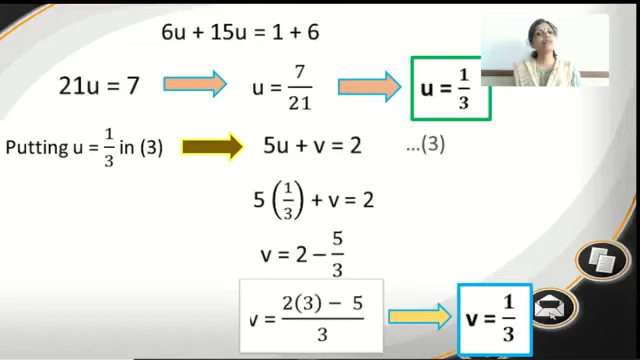 6u + 15u = 1 + 6
21u = 7 u = 7/21 u = 1/3
Putting u = 1/3 in (3) 5u + v = 2 ...(3)
5 (1/3) + v = 2
v = 2 − 5/3
v = 2(3) − 5/3 v = 1/3